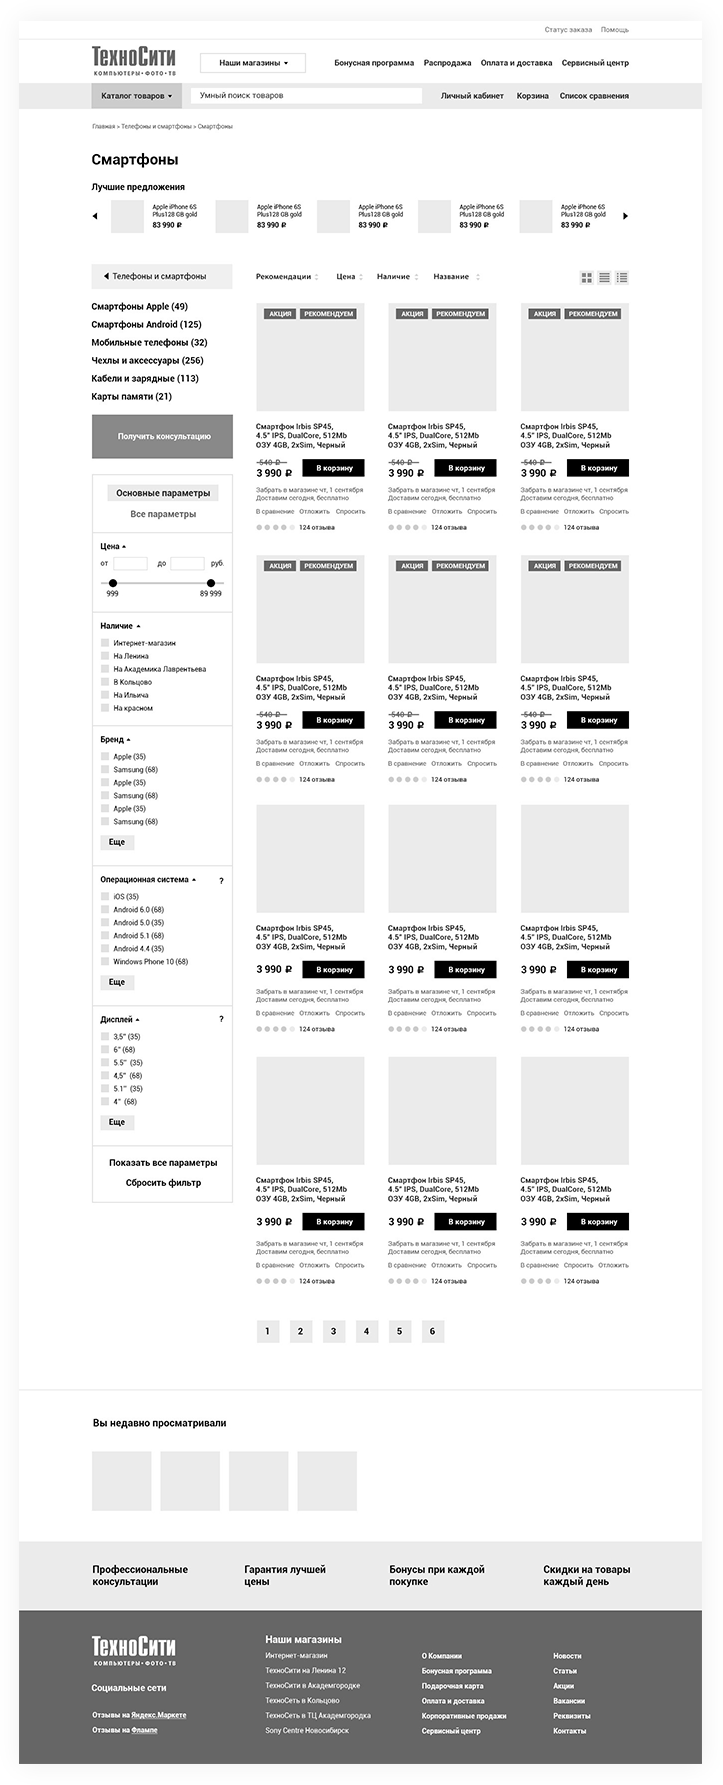 Статус заказа Помощь
ТехноСити
КОМПЬЮТЕРЫ•ФОТО•ТВ
Наши магазины
Бонусная программа Распродажа Оплата и доставка Сервисный центр
Каталог товаров
Умный поиск товаров
Личный кабинет Корзина Список сравнения
Главная » Телефоны и смартфоны » Смартфоны
Смартфоны
Лучшие предложения
Apple iPhone 6S Apple iPhone 6S Apple iPhone 6S Apple iPhone 6S Apple iPhone 6S
Plus128 GB gold Plus128 GB gold Plus128 GB gold Plus128 GB gold Plus128 GB gold
83 990 ₽ 83 990 ₽ 83 990 ₽ 83 990 ₽ 83 990 ₽
Телефоны и смартфоны
Смартфоны Apple (49)
Смартфоны Android (125)
Мобильные телефоны (32)
Чехлы и аксессуары (256)
Кабели и зарядные (113)
Карты памяти (21)
Получить консультацию
Основные параметры
Все параметры
Цена
от до руб.
999 89 999
Наличие
Интернет-магазин
На Ленина
На Академика Лаврентьева
В Кольцово
На Ильича
На красном
Бренд
Apple (35)
Samsung (68)
Apple (35)
Samsung (68)
Apple (35)
Samsung (68)
Еще
Операционная система ?
iOS (35)
Android 6.0 (68)
Android 5.0 (35)
Android 5.1 (68)
Android 4.4 (35)
Windows Phone 10 (68)
Еще
Дисплей ?
3,5" (35)
6" (68)
5.5" (35)
4,5" (68)
5.1" (35)
4" (68)
Еще
Показать все параметры
Сбросить фильтр
Рекомендации Цена Наличие Название
АКЦИЯ РЕКОМЕНДУЕМ АКЦИЯ РЕКОМЕНДУЕМ АКЦИЯ РЕКОМЕНДУЕМ
Смартфон Irbis SP45, Смартфон Irbis SP45, Смартфон Irbis SP45,
4.5" IPS, DualCore, 512Mb 4.5" IPS, DualCore, 512Mb 4.5" IPS, DualCore, 512Mb
ОЗУ 4GB, 2xSim, Черный ОЗУ 4GB, 2xSim, Черный ОЗУ 4GB, 2xSim, Черный
540 ₽ 540 ₽ 540 ₽
3 990 ₽ В корзину 3 990 ₽ В корзину 3 990 ₽ В корзину
Забрать в магазине чт, 1 сентября Забрать в магазине чт, 1 сентября Забрать в магазине чт, 1 сентября
Доставим сегодня, бесплатно Доставим сегодня, бесплатно Доставим сегодня, бесплатно
В сравнение Отложить Спросить В сравнение Отложить Спросить В сравнение Отложить Спросить
124 отзыва 124 отзыва 124 отзыва
АКЦИЯ РЕКОМЕНДУЕМ АКЦИЯ РЕКОМЕНДУЕМ АКЦИЯ РЕКОМЕНДУЕМ
Смартфон Irbis SP45, Смартфон Irbis SP45, Смартфон Irbis SP45,
4.5" IPS, DualCore, 512Mb 4.5" IPS, DualCore, 512Mb 4.5" IPS, DualCore, 512Mb
ОЗУ 4GB, 2xSim, Черный ОЗУ 4GB, 2xSim, Черный ОЗУ 4GB, 2xSim, Черный
540 ₽ 540 ₽ 540 ₽
3 990 ₽ В корзину 3 990 ₽ В корзину 3 990 ₽ В корзину
Забрать в магазине чт, 1 сентября Забрать в магазине чт, 1 сентября Забрать в магазине чт, 1 сентября
Доставим сегодня, бесплатно Доставим сегодня, бесплатно Доставим сегодня, бесплатно
В сравнение Отложить Спросить В сравнение Отложить Спросить В сравнение Отложить Спросить
124 отзыва 124 отзыва 124 отзыва
Смартфон Irbis SP45, Смартфон Irbis SP45, Смартфон Irbis SP45,
4.5" IPS, DualCore, 512Mb 4.5" IPS, DualCore, 512Mb 4.5" IPS, DualCore, 512Mb
ОЗУ 4GB, 2xSim, Черный ОЗУ 4GB, 2xSim, Черный ОЗУ 4GB, 2xSim, Черный
3 990 ₽ В корзину 3 990 ₽ В корзину 3 990 ₽ В корзину
Забрать в магазине чт, 1 сентября Забрать в магазине чт, 1 сентября Забрать в магазине чт, 1 сентября
Доставим сегодня, бесплатно Доставим сегодня, бесплатно Доставим сегодня, бесплатно
В сравнение Отложить Спросить В сравнение Отложить Спросить В сравнение Отложить Спросить
124 отзыва 124 отзыва 124 отзыва
Смартфон Irbis SP45, Смартфон Irbis SP45, Смартфон Irbis SP45,
4.5" IPS, DualCore, 512Mb 4.5" IPS, DualCore, 512Mb 4.5" IPS, DualCore, 512Mb
ОЗУ 4GB, 2xSim, Черный ОЗУ 4GB, 2xSim, Черный ОЗУ 4GB, 2xSim, Черный
3 990 ₽ В корзину 3 990 ₽ В корзину 3 990 ₽ В корзину
Забрать в магазине чт, 1 сентября Забрать в магазине чт, 1 сентября Забрать в магазине чт, 1 сентября
Доставим сегодня, бесплатно Доставим сегодня, бесплатно Доставим сегодня, бесплатно
В сравнение Отложить Спросить В сравнение Отложить Спросить В сравнение Спросить Отложить
124 отзыва 124 отзыва 124 отзыва
1 2 3 4 5 6
Вы недавно просматривали
Профессиональные Гарантия лучшей Бонусы при каждой Скидки на товары
консультации цены покупке каждый день
ТехноСити
КОМПЬЮТЕРЫ•ФОТО•ТВ
Социальные сети
Отзывы на Яндекс.Маркете
Отзывы на Флампе
Наши магазины
Интернет-магазин
ТехноСити на Ленина 12
ТехноСити в Академгородке
ТехноСеть в Кольцово
ТехноСеть в ТЦ Академгородка
Sony Centre Новосибирск
О Компании
Бонусная программа
Подарочная карта
Оплата и доставка
Корпоративные продажи
Сервисный центр
Новости
Статьи
Акции
Вакансии
Реквизиты
Контакты